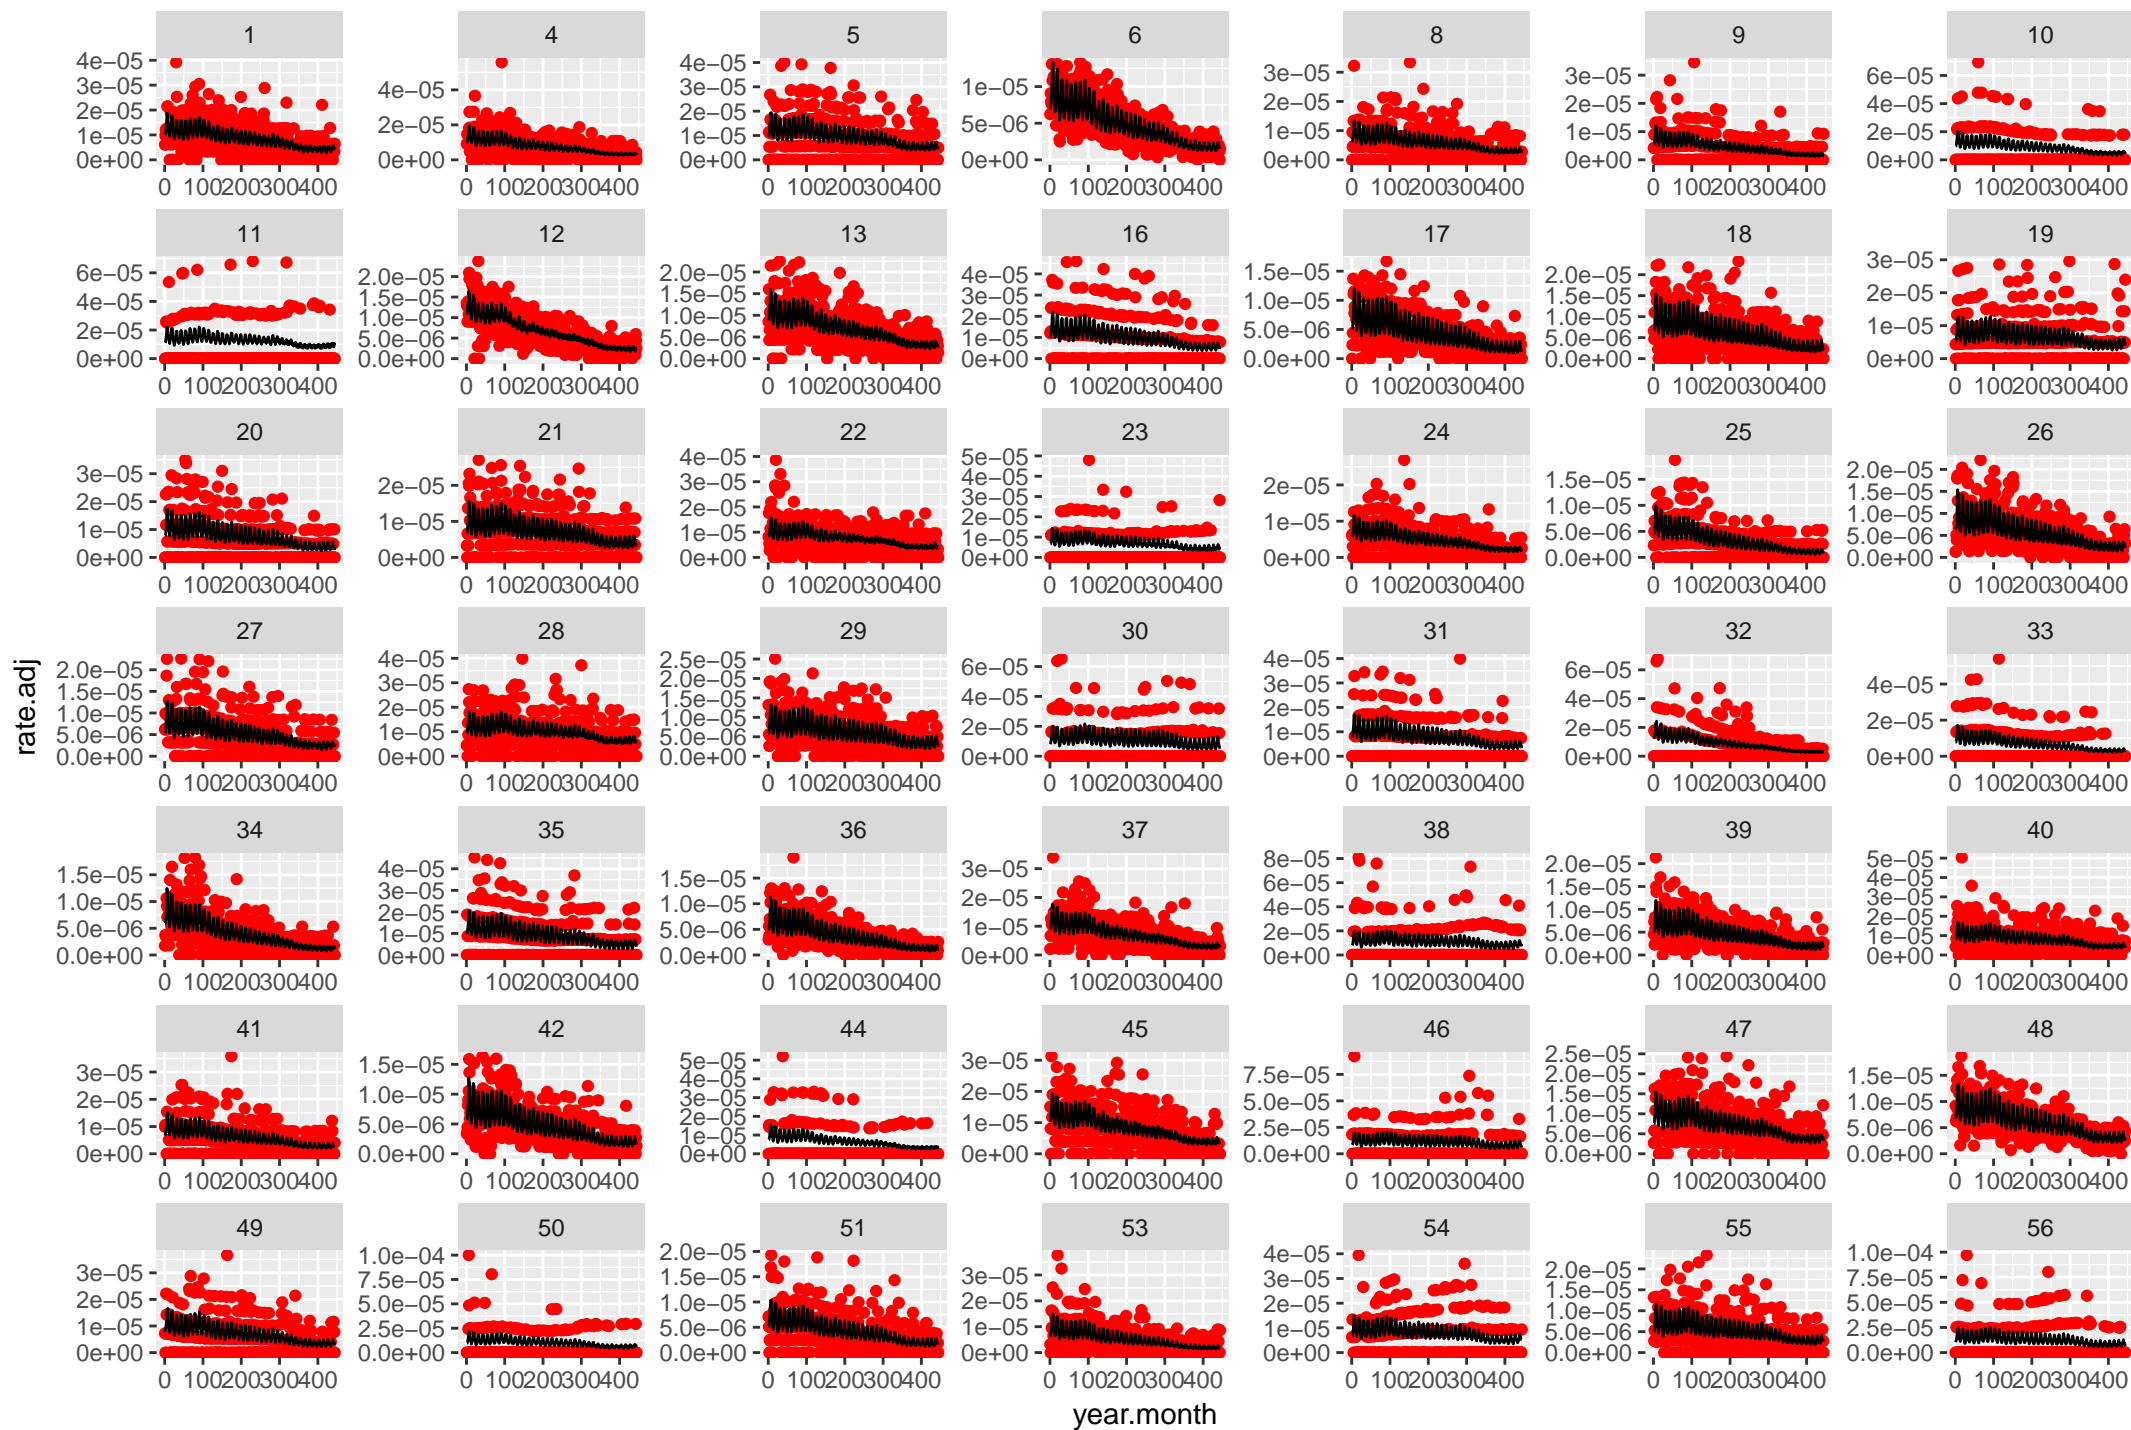 1 4 5 6 8 9 10
4e−05 3e−05 2e−05 1e−05 0e+00
4e−05 2e−05 0e+00
4e−05 3e−05 2e−05 1e−05 0e+00
1e−05 5e−06 0e+00
3e−05 2e−05 1e−05 0e+00
3e−05 2e−05 1e−05 0e+00
6e−05 4e−05 2e−05 0e+00
0 100200300400 0 100200300400 0 100200300400 0 100200300400 0 100200300400 0 100200300400 0 100200300400
11 12 13 16 17 18 19
6e−05 4e−05 2e−05 0e+00
2.0e−05 1.5e−05 1.0e−05 5.0e−06 0.0e+00
2.0e−05 1.5e−05 1.0e−05 5.0e−06 0.0e+00
4e−05 3e−05 2e−05 1e−05 0e+00
1.5e−05 1.0e−05 5.0e−06 0.0e+00
2.0e−05 1.5e−05 1.0e−05 5.0e−06 0.0e+00
3e−05 2e−05 1e−05 0e+00
0 100200300400 0 100200300400 0 100200300400 0 100200300400 0 100200300400 0 100200300400 0 100200300400
20 21 22 23 24 25 26
3e−05 2e−05 1e−05 0e+00
2e−05 1e−05 0e+00
4e−05 3e−05 2e−05 1e−05 0e+00
5e−05 4e−05 3e−05 2e−05 1e−05 0e+00
2e−05 1e−05 0e+00
1.5e−05 1.0e−05 5.0e−06 0.0e+00
2.0e−05 1.5e−05 1.0e−05 5.0e−06 0.0e+00
0 100200300400 0 100200300400 0 100200300400 0 100200300400 0 100200300400 0 100200300400 0 100200300400
27 28 29 30 31 32 33
2.0e−05 1.5e−05 1.0e−05 5.0e−06 0.0e+00
4e−05 3e−05 2e−05 1e−05 0e+00
2.5e−05 2.0e−05 1.5e−05 1.0e−05 5.0e−06 0.0e+00
6e−05 4e−05 2e−05 0e+00
4e−05 3e−05 2e−05 1e−05 0e+00
6e−05 4e−05 2e−05 0e+00
4e−05 2e−05 0e+00
0 100200300400 0 100200300400 0 100200300400 0 100200300400 0 100200300400 0 100200300400 0 100200300400
rate.adj
34 35 36 37 38 39 40
1.5e−05 1.0e−05 5.0e−06 0.0e+00
4e−05 3e−05 2e−05 1e−05 0e+00
1.5e−05 1.0e−05 5.0e−06 0.0e+00
3e−05 2e−05 1e−05 0e+00
8e−05 6e−05 4e−05 2e−05 0e+00
2.0e−05 1.5e−05 1.0e−05 5.0e−06 0.0e+00
5e−05 4e−05 3e−05 2e−05 1e−05 0e+00
0 100200300400 0 100200300400 0 100200300400 0 100200300400 0 100200300400 0 100200300400 0 100200300400
41 42 44 45 46 47 48
3e−05 2e−05 1e−05 0e+00
1.5e−05 1.0e−05 5.0e−06 0.0e+00
5e−05 4e−05 3e−05 2e−05 1e−05 0e+00
3e−05 2e−05 1e−05 0e+00
7.5e−05 5.0e−05 2.5e−05 0.0e+00
2.5e−05 2.0e−05 1.5e−05 1.0e−05 5.0e−06 0.0e+00
1.5e−05 1.0e−05 5.0e−06 0.0e+00
0 100200300400 0 100200300400 0 100200300400 0 100200300400 0 100200300400 0 100200300400 0 100200300400
49 50 51 53 54 55 56
3e−05 2e−05 1e−05 0e+00
1.0e−04 7.5e−05 5.0e−05 2.5e−05 0.0e+00
2.0e−05 1.5e−05 1.0e−05 5.0e−06 0.0e+00
3e−05 2e−05 1e−05 0e+00
4e−05 3e−05 2e−05 1e−05 0e+00
2.0e−05 1.5e−05 1.0e−05 5.0e−06 0.0e+00
1.0e−04 7.5e−05 5.0e−05 2.5e−05 0.0e+00
0 100200300400 0 100200300400 0 100200300400 0 100200300400 0 100200300400 0 100200300400 0 100200300400
year.month